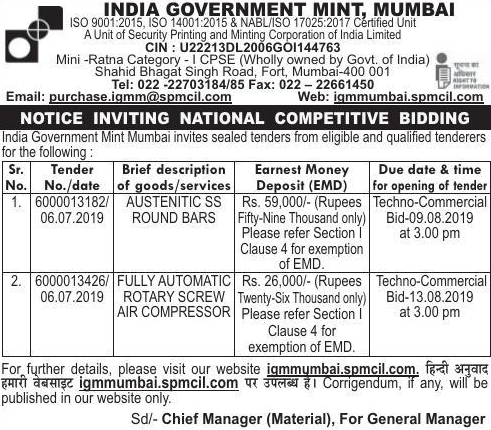 INDIA GOVERNMENT MINT, MUMBAI
ISO 9001:2015, ISO 14001:2015 & NABL/ISO 17025:2017 Certified Unit
A Unit of Security Printing and Minting Corporation of India Limited
CIN : U22213DL2006GOI144763
Mini -Ratna Category - I CPSE (Wholly owned by Govt. of India)
Shahid Bhagat Singh Road, Fort, Mumbai-400 001
Tel: 022 -22703184/85 Fax: 022 – 22661450
Email: purchase.igmm@spmcil.com Web: igmmumbai.spmcil.com
सूचना का
अधिकार
RIGHT TO
INFORMATION
NOTICE INVITING NATIONAL COMPETITIVE BIDDING
India Government Mint Mumbai invites sealed tenders from eligible and qualified tenderers
for the following :
Sr. No. Tender No./date Brief description of goods/services Earnest Money Deposit (EMD) Due date & time for opening of tender
1. 6000013182/ AUSTENITIC SS Rs. 59,000/- (Rupees Techno-Commercial
06.07.2019 ROUND BARS Fifty-Nine Thousand only) Bid-09.08.2019
Please refer Section I at 3.00 pm
Clause 4 for exemption
of EMD.
2. 6000013426/ FULLY AUTOMATIC Rs. 26,000/- (Rupees Techno-Commercial
06.07.2019 ROTARY SCREW Twenty-Six Thousand only) Bid-13.08.2019
AIR COMPRESSOR Please refer Section I at 3.00 pm
Clause 4 for
exemption of EMD.
For further details, please visit our website igmmumbai.spmcil.com. हिन्दी अनुवाद
हमारी वेबसाइट igmmumbai.spmcil.com पर उपलब्ध है। Corrigendum, if any, will be
published in our website only.
Sd/- Chief Manager (Material), For General Manager